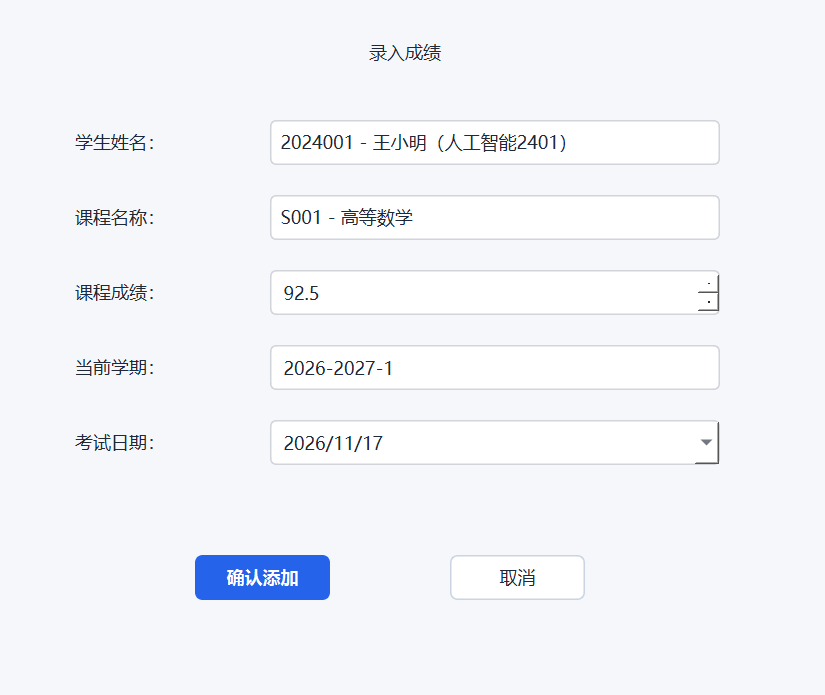 录入成绩
学生姓名：
2024001 - 王小明（人工智能2401）
课程名称：
S001 - 高等数学
课程成绩：
92.5
当前学期：
2026-2027-1
考试日期：
2026/11/17
确认添加
取消